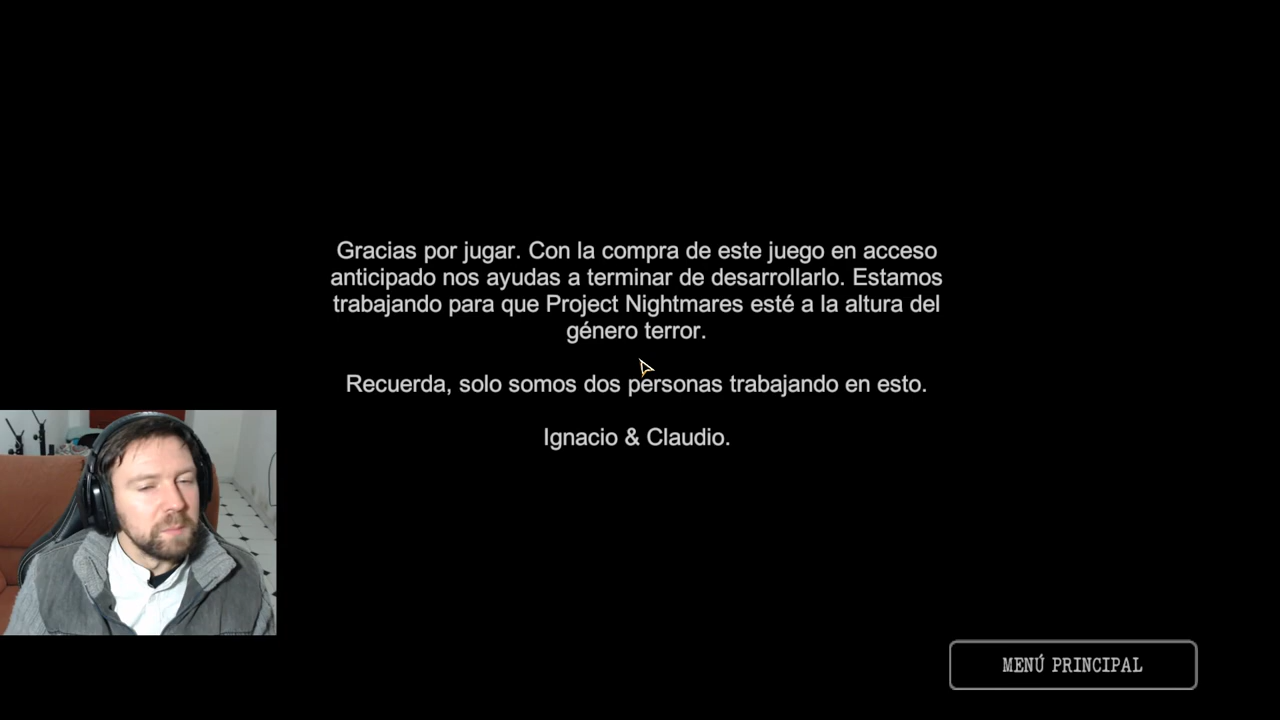 Gracias por jugar. Con la compra de este juego en acceso
anticipado nos ayudas a terminar de desarrollarlo. Estamos
trabajando para que Project Nightmares esté a la altura del
género terror.
Recuerda, solo somos dos personas trabajando en esto.
Ignacio & Claudio.
MENÚ PRINCIPAL